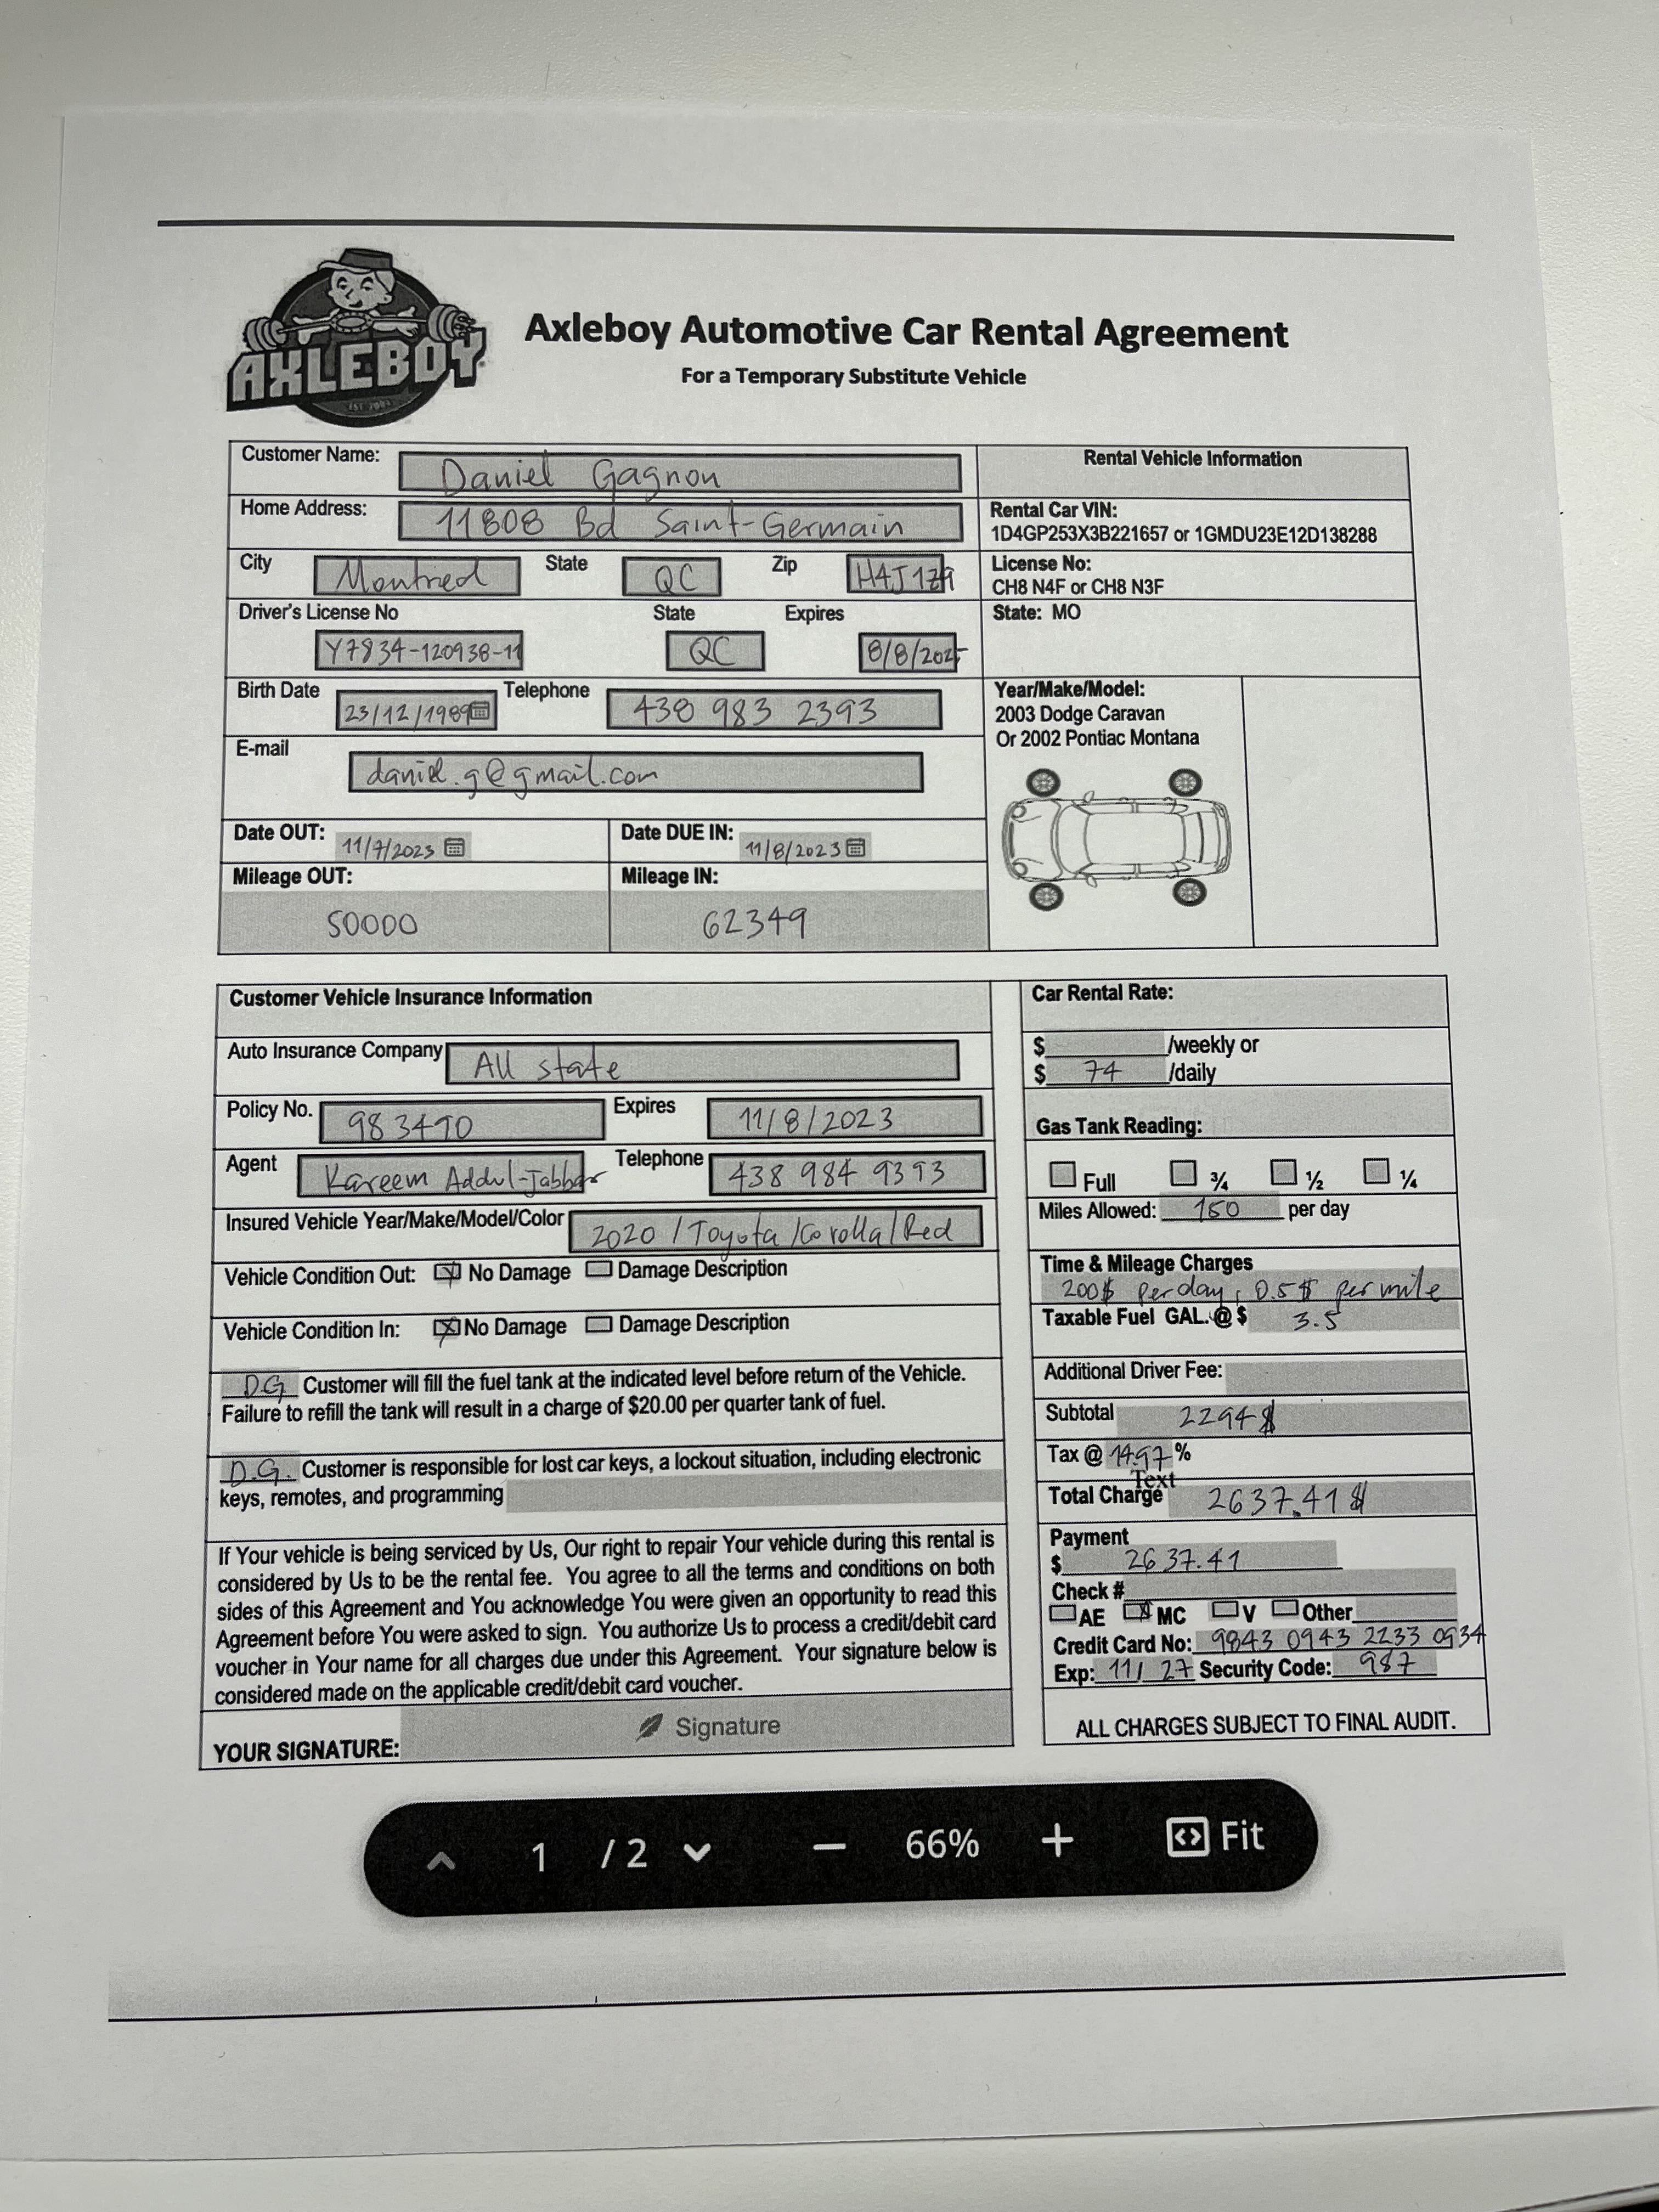 AXLEBOY
Axleboy Automotive Car Rental Agreement
For a Temporary Substitute Vehicle
Customer Name: Daniel Gagnon
Rental Vehicle Information
Home Address: 11808 Bd Saint-Germain
Rental Car VIN:
1D4GP253X3B221657 or 1GMDU23E12D138288
City Montreal State QC Zip H4J 1Z9
License No:
CH8 N4F or CH8 N3F
Driver's License No State Expires
Y7834-120938-11 QC 8/8/2025
State: MO
Birth Date 23/12/1989 Telephone 438 983 2393
Year/Make/Model:
2003 Dodge Caravan
Or 2002 Pontiac Montana
E-mail
daniel.g@gmail.com
Date OUT: 11/7/2023 Date DUE IN: 11/8/2023
Mileage OUT: Mileage IN:
50000 62349
Customer Vehicle Insurance Information
Auto Insurance Company All state
Policy No. 983490 Expires 11/8/2023
Agent Kareem Addul-Jabbar Telephone 438 984 9393
Insured Vehicle Year/Make/Model/Color 2020 / Toyota / Corolla / Red
Vehicle Condition Out: No Damage Damage Description
Vehicle Condition In: No Damage Damage Description
D.G Customer will fill the fuel tank at the indicated level before return of the Vehicle.
Failure to refill the tank will result in a charge of $20.00 per quarter tank of fuel.
D.G. Customer is responsible for lost car keys, a lockout situation, including electronic
keys, remotes, and programming
If Your vehicle is being serviced by Us, Our right to repair Your vehicle during this rental is
considered by Us to be the rental fee. You agree to all the terms and conditions on both
sides of this Agreement and You acknowledge You were given an opportunity to read this
Agreement before You were asked to sign. You authorize Us to process a credit/debit card
voucher in Your name for all charges due under this Agreement. Your signature below is
considered made on the applicable credit/debit card voucher.
YOUR SIGNATURE: Signature
Car Rental Rate:
$ /weekly or
$ 74 /daily
Gas Tank Reading:
Full ¾ ½ ¼
Miles Allowed: 150 per day
Time & Mileage Charges
200$ per day, 0.5$ per mile
Taxable Fuel GAL.@ $ 3.5
Additional Driver Fee:
Subtotal 2294$
Tax @ 14.97 %
Text
Total Charge 2637.41 $
Payment
$ 2637.41
Check #
AE MC V Other
Credit Card No: 9843 0943 2233 0934
Exp: 11/ 27 Security Code: 987
ALL CHARGES SUBJECT TO FINAL AUDIT.
1 / 2 66% Fit